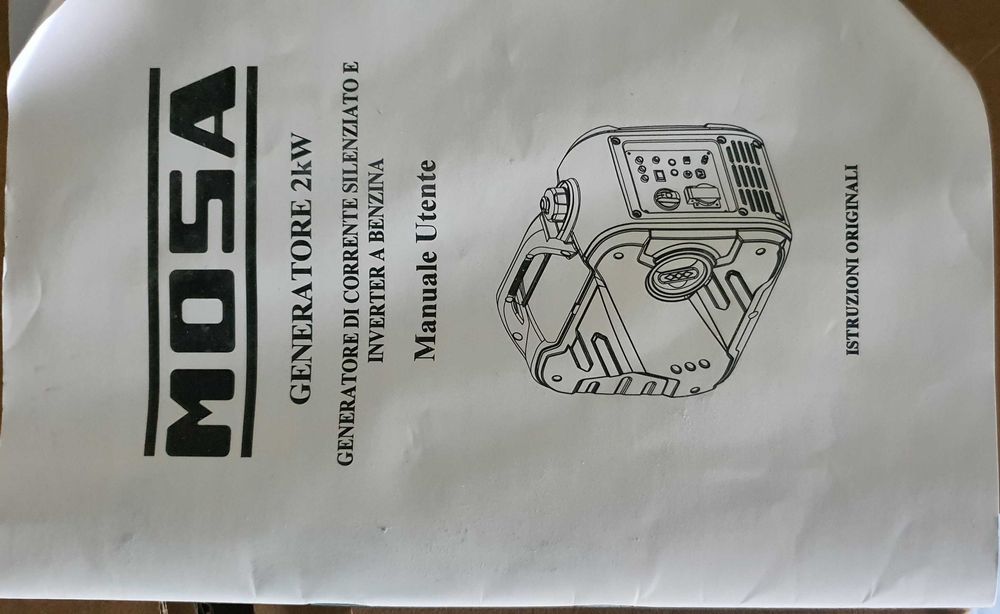 MOSA
GENERATORE 2kW
GENERATORE DI CORRENTE SILENZIATO E
INVERTER A BENZINA
Manuale Utente
ISTRUZIONI ORIGINALI